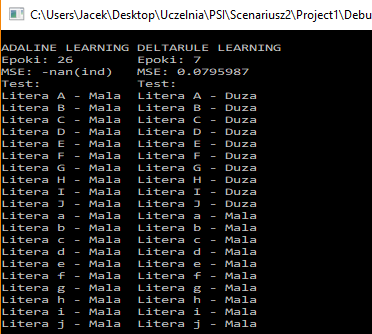 C:\Users\Jacek\Desktop\Uczelnia\PSI\Scenariusz2\Project1\Debu
ADALINE LEARNING DELTARULE LEARNING
Epoki: 26 Epoki: 7
MSE: -nan(ind) MSE: 0.0795987
Test: Test:
Litera A - Mala Litera A - Duza
Litera B - Mala Litera B - Duza
Litera C - Mala Litera C - Duza
Litera D - Mala Litera D - Duza
Litera E - Mala Litera E - Duza
Litera F - Mala Litera F - Duza
Litera G - Mala Litera G - Duza
Litera H - Mala Litera H - Duza
Litera I - Mala Litera I - Duza
Litera J - Mala Litera J - Duza
Litera a - Mala Litera a - Mala
Litera b - Mala Litera b - Mala
Litera c - Mala Litera c - Mala
Litera d - Mala Litera d - Mala
Litera e - Mala Litera e - Mala
Litera f - Mala Litera f - Mala
Litera g - Mala Litera g - Mala
Litera h - Mala Litera h - Mala
Litera i - Mala Litera i - Mala
Litera j - Mala Litera j - Mala